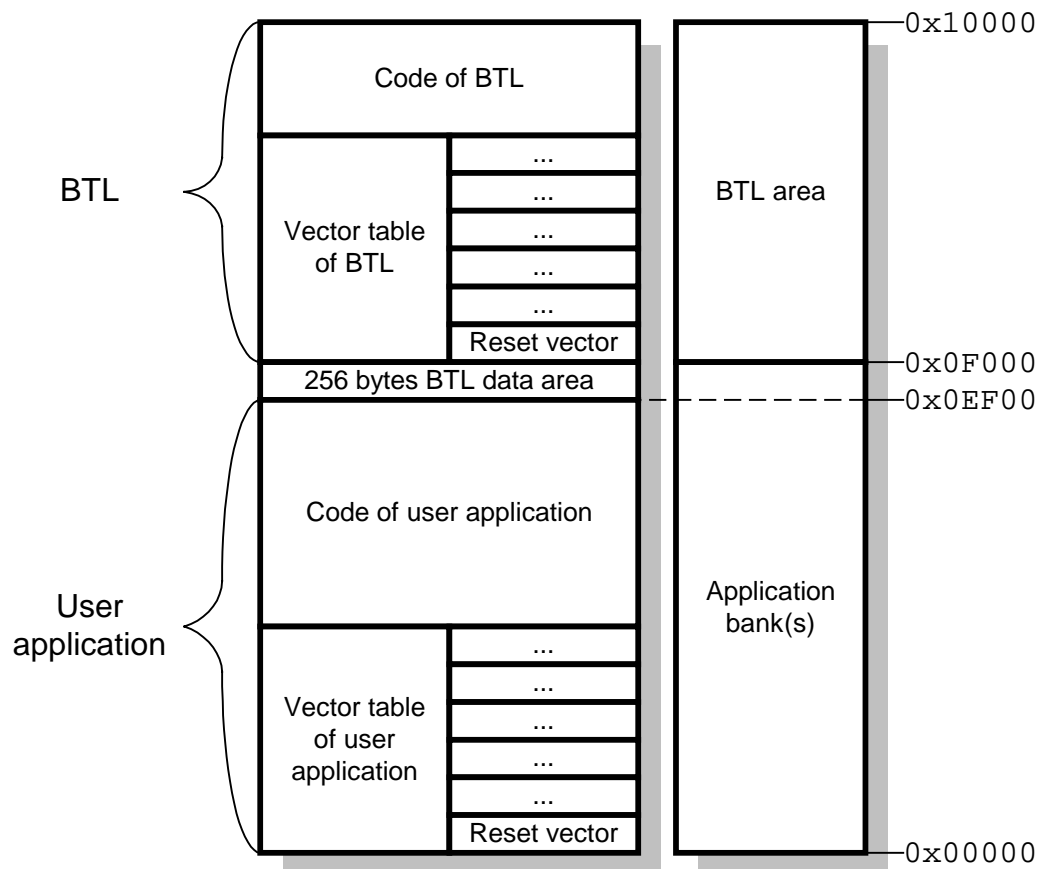 0x10000
Code of BTL
BTL
Vector table
of BTL
...
...
...
...
...
Reset vector
BTL area
0x0F000
256 bytes BTL data area
0x0EF00
Code of user application
User
application
Application
bank(s)
Vector table
of user
application
...
...
...
...
...
Reset vector
0x00000